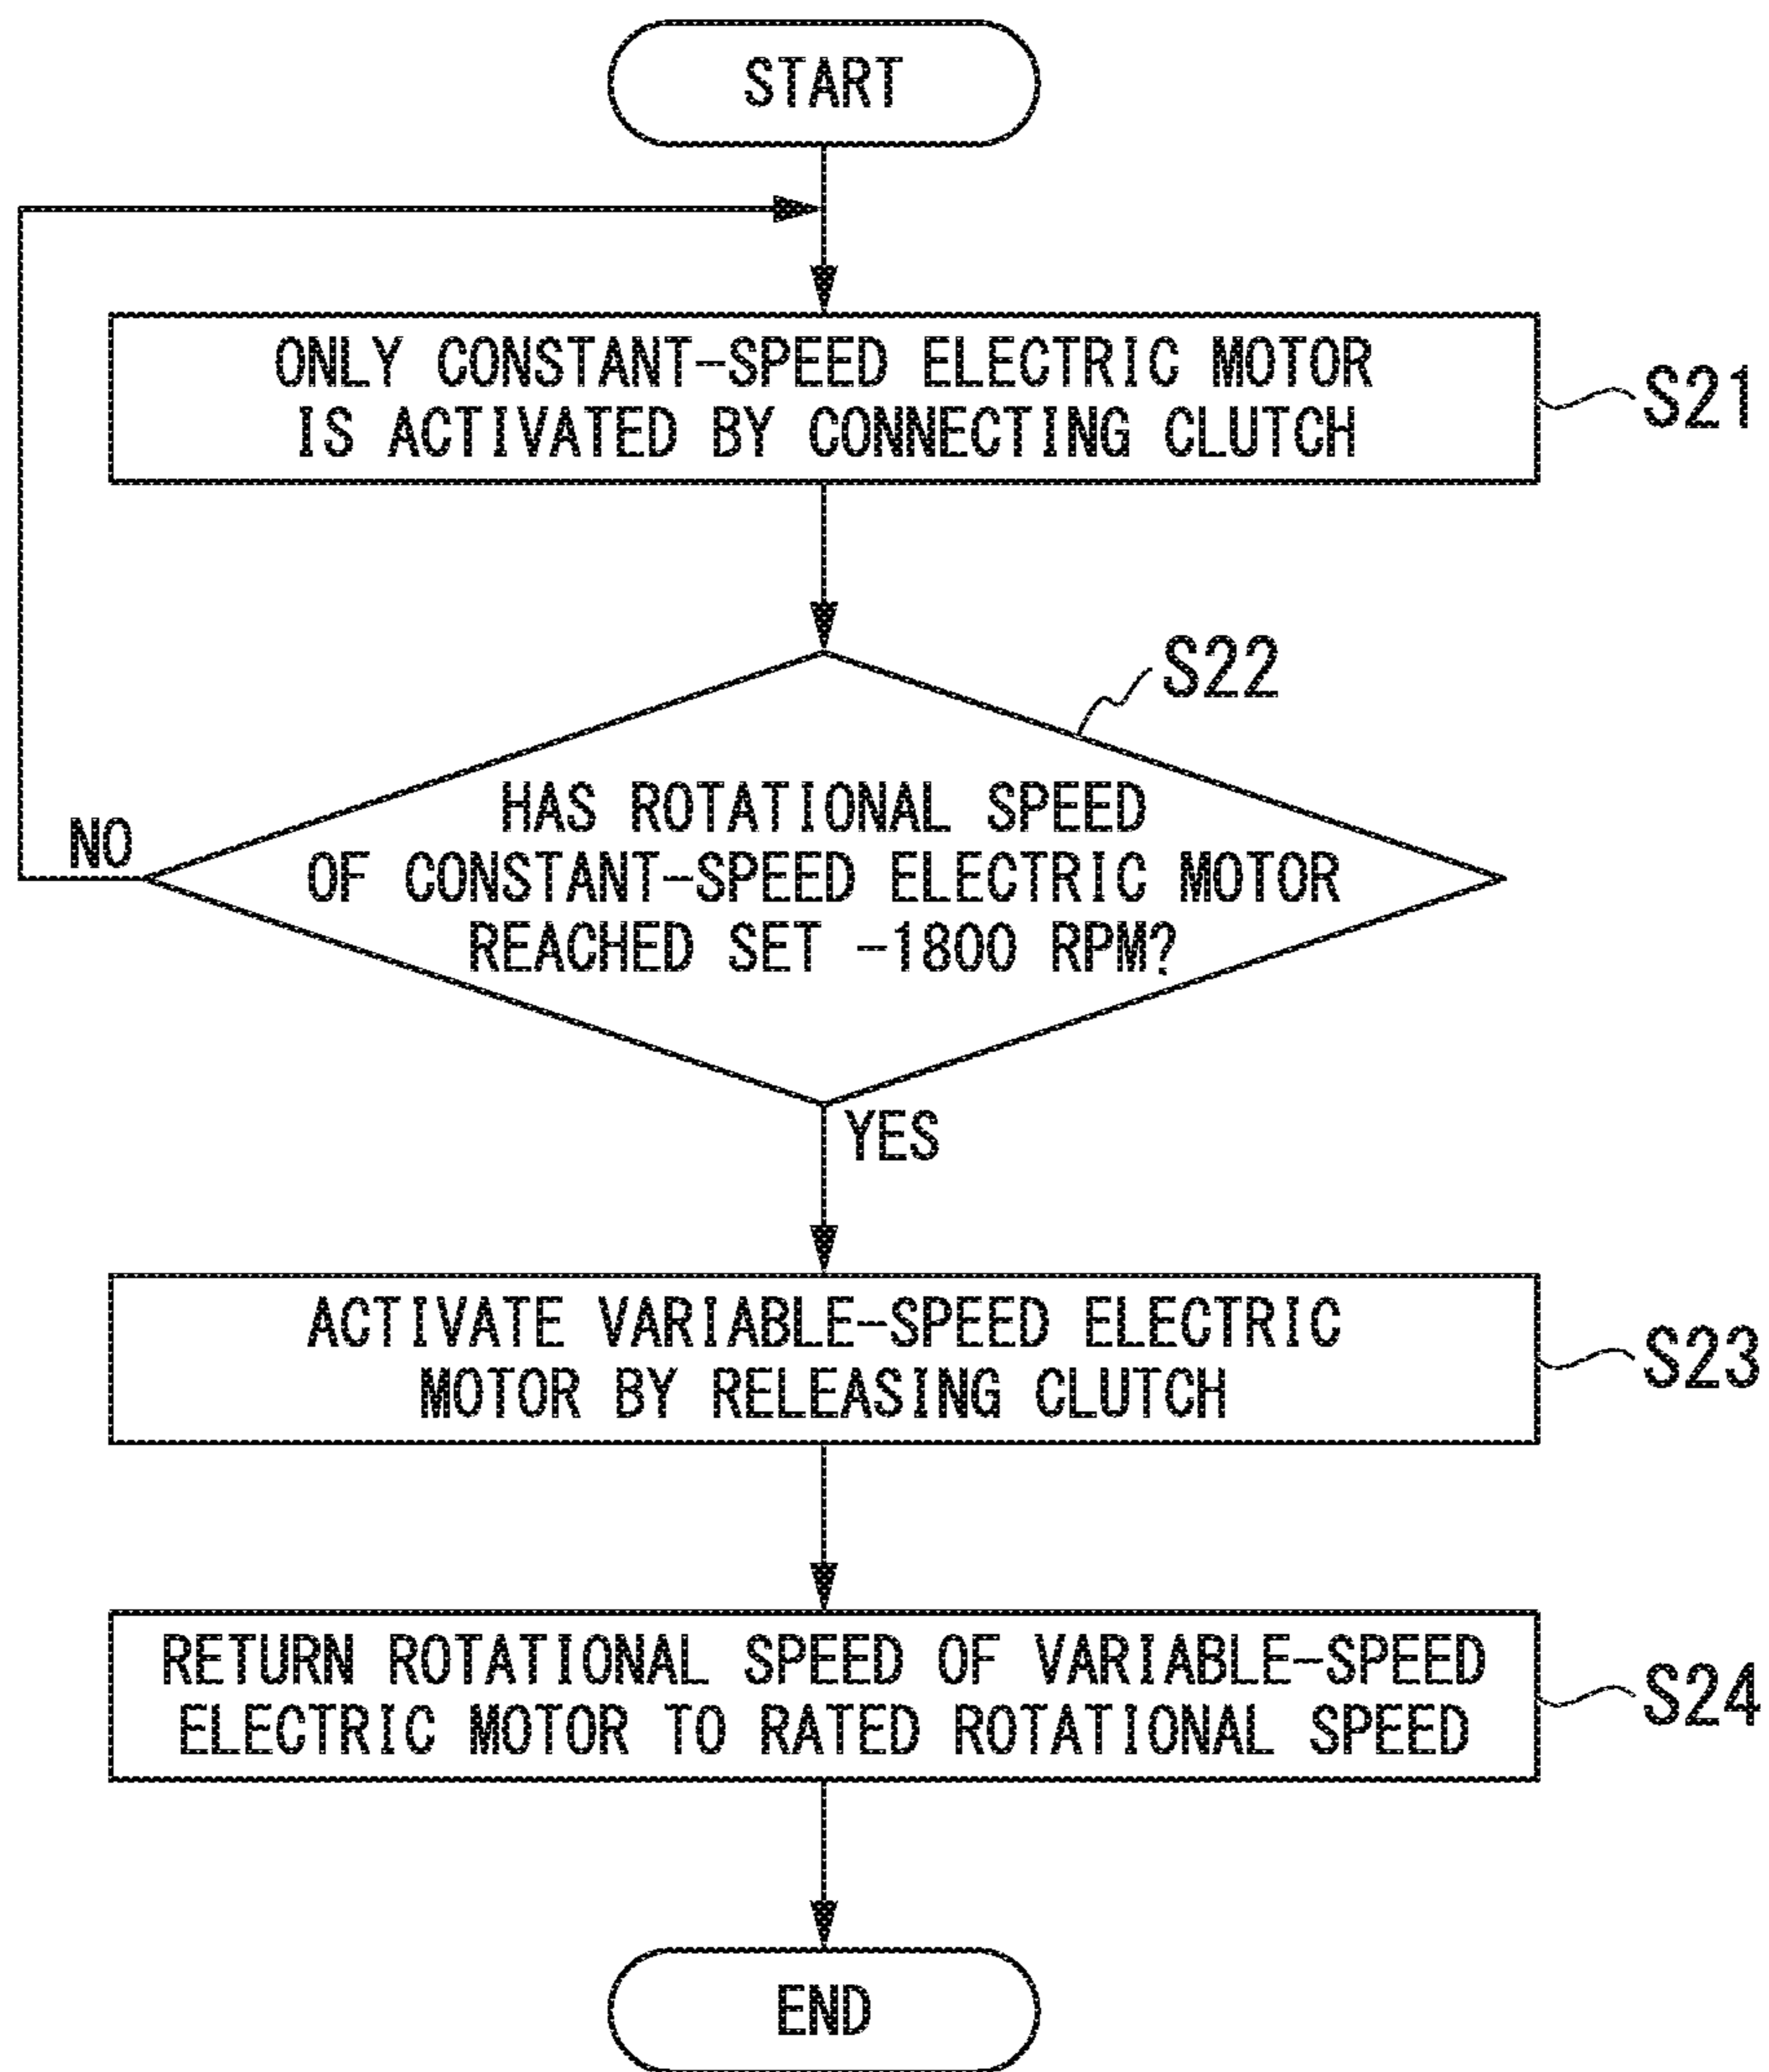 START
ONLY CONSTANT-SPEED ELECTRIC MOTOR
IS ACTIVATED BY CONNECTING CLUTCH
S21
S22
HAS ROTATIONAL SPEED
OF CONSTANT-SPEED ELECTRIC MOTOR
REACHED SET -1800 RPM?
NO
YES
ACTIVATE VARIABLE-SPEED ELECTRIC
MOTOR BY RELEASING CLUTCH
S23
RETURN ROTATIONAL SPEED OF VARIABLE-SPEED
ELECTRIC MOTOR TO RATED ROTATIONAL SPEED
S24
END